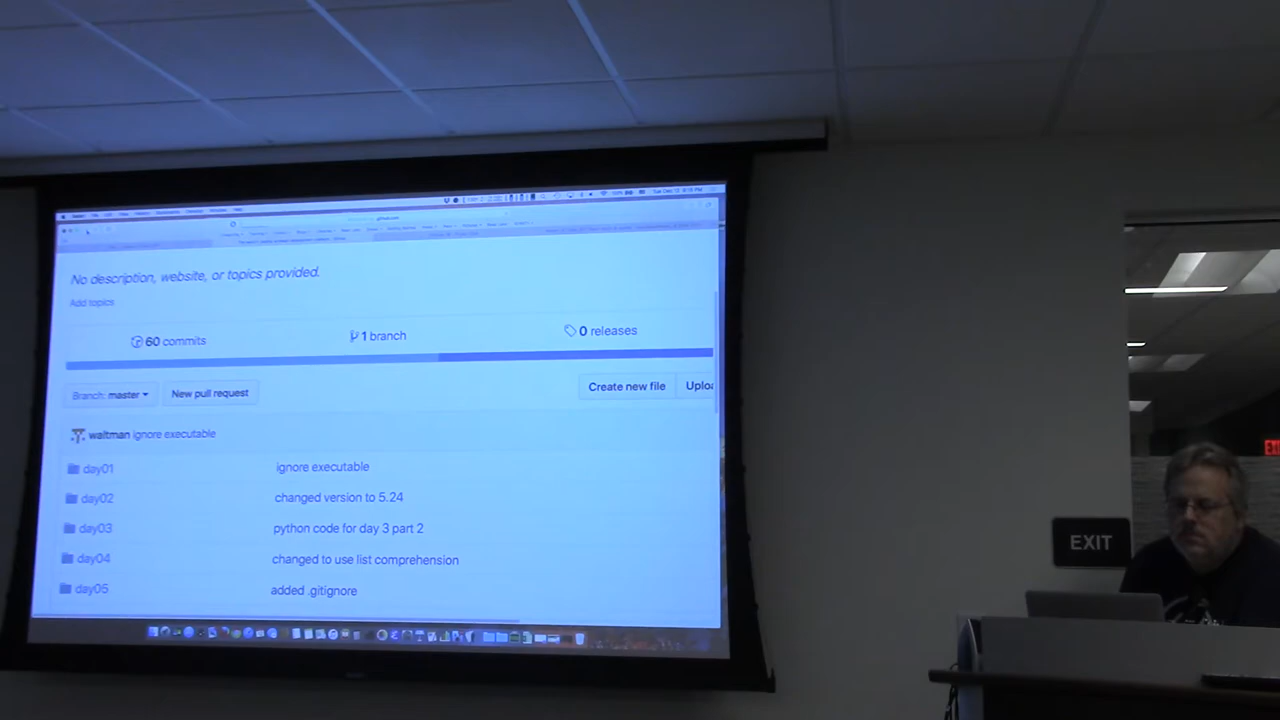 No description, website, or topics provided.
Add topics
60 commits
1 branch
0 releases
Branch: master
New pull request
Create new file
Uploa
waltman ignore executable
day01
ignore executable
day02
changed version to 5.24
day03
python code for day 3 part 2
day04
changed to use list comprehension
day05
added .gitignore
EXIT